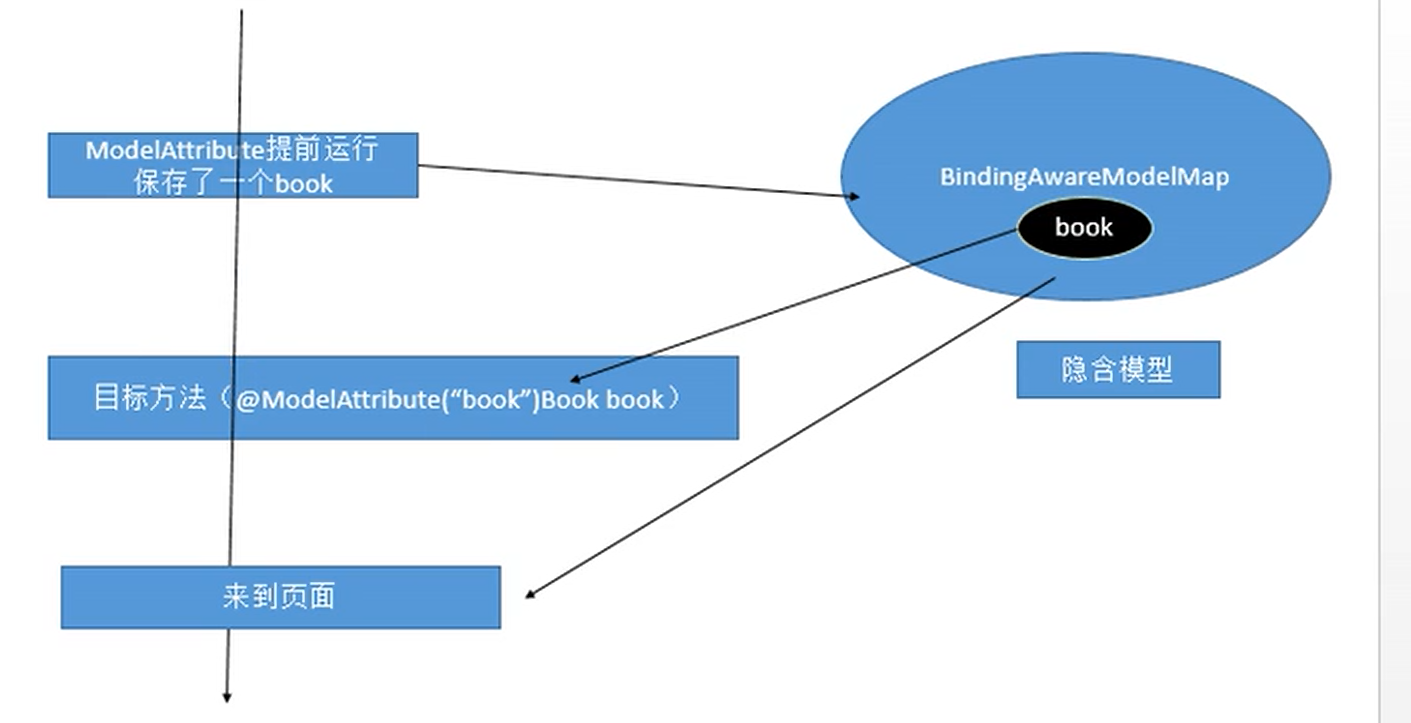 ModelAttribute提前运行
保存了一个book
BindingAwareModelMap
book
目标方法（@ModelAttribute(“book”)Book book）
隐含模型
来到页面